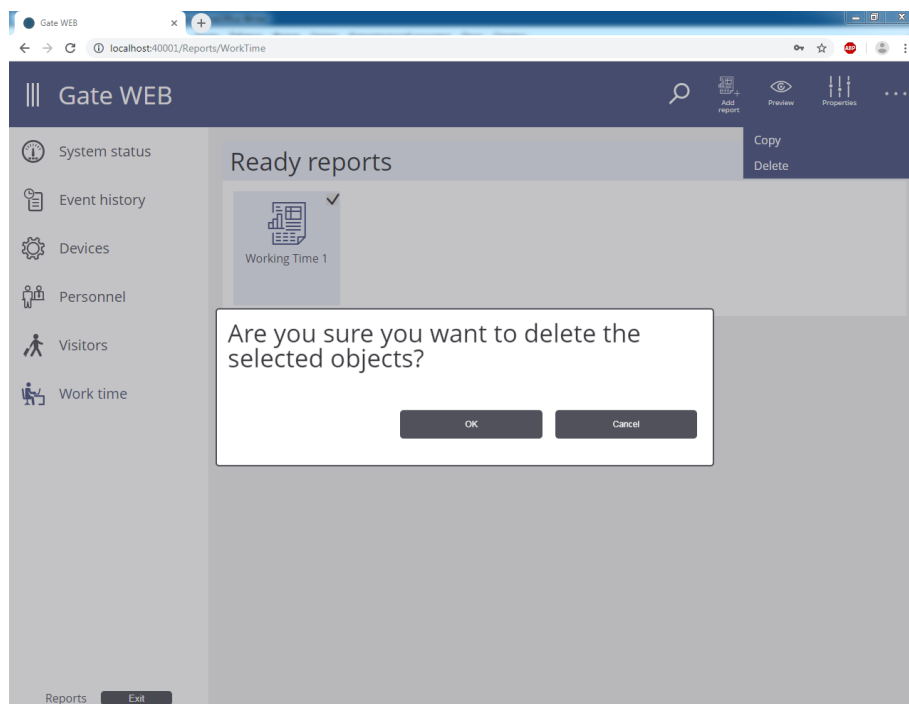 Gate WEB
localhost:40001/Reports/WorkTime
ABP
Gate WEB
Add
report
Preview
Properties
Copy
Delete
System status
Event history
Devices
Personnel
Visitors
Work time
Ready reports
Working Time 1
Are you sure you want to delete the
selected objects?
OK
Cancel
Reports
Exit